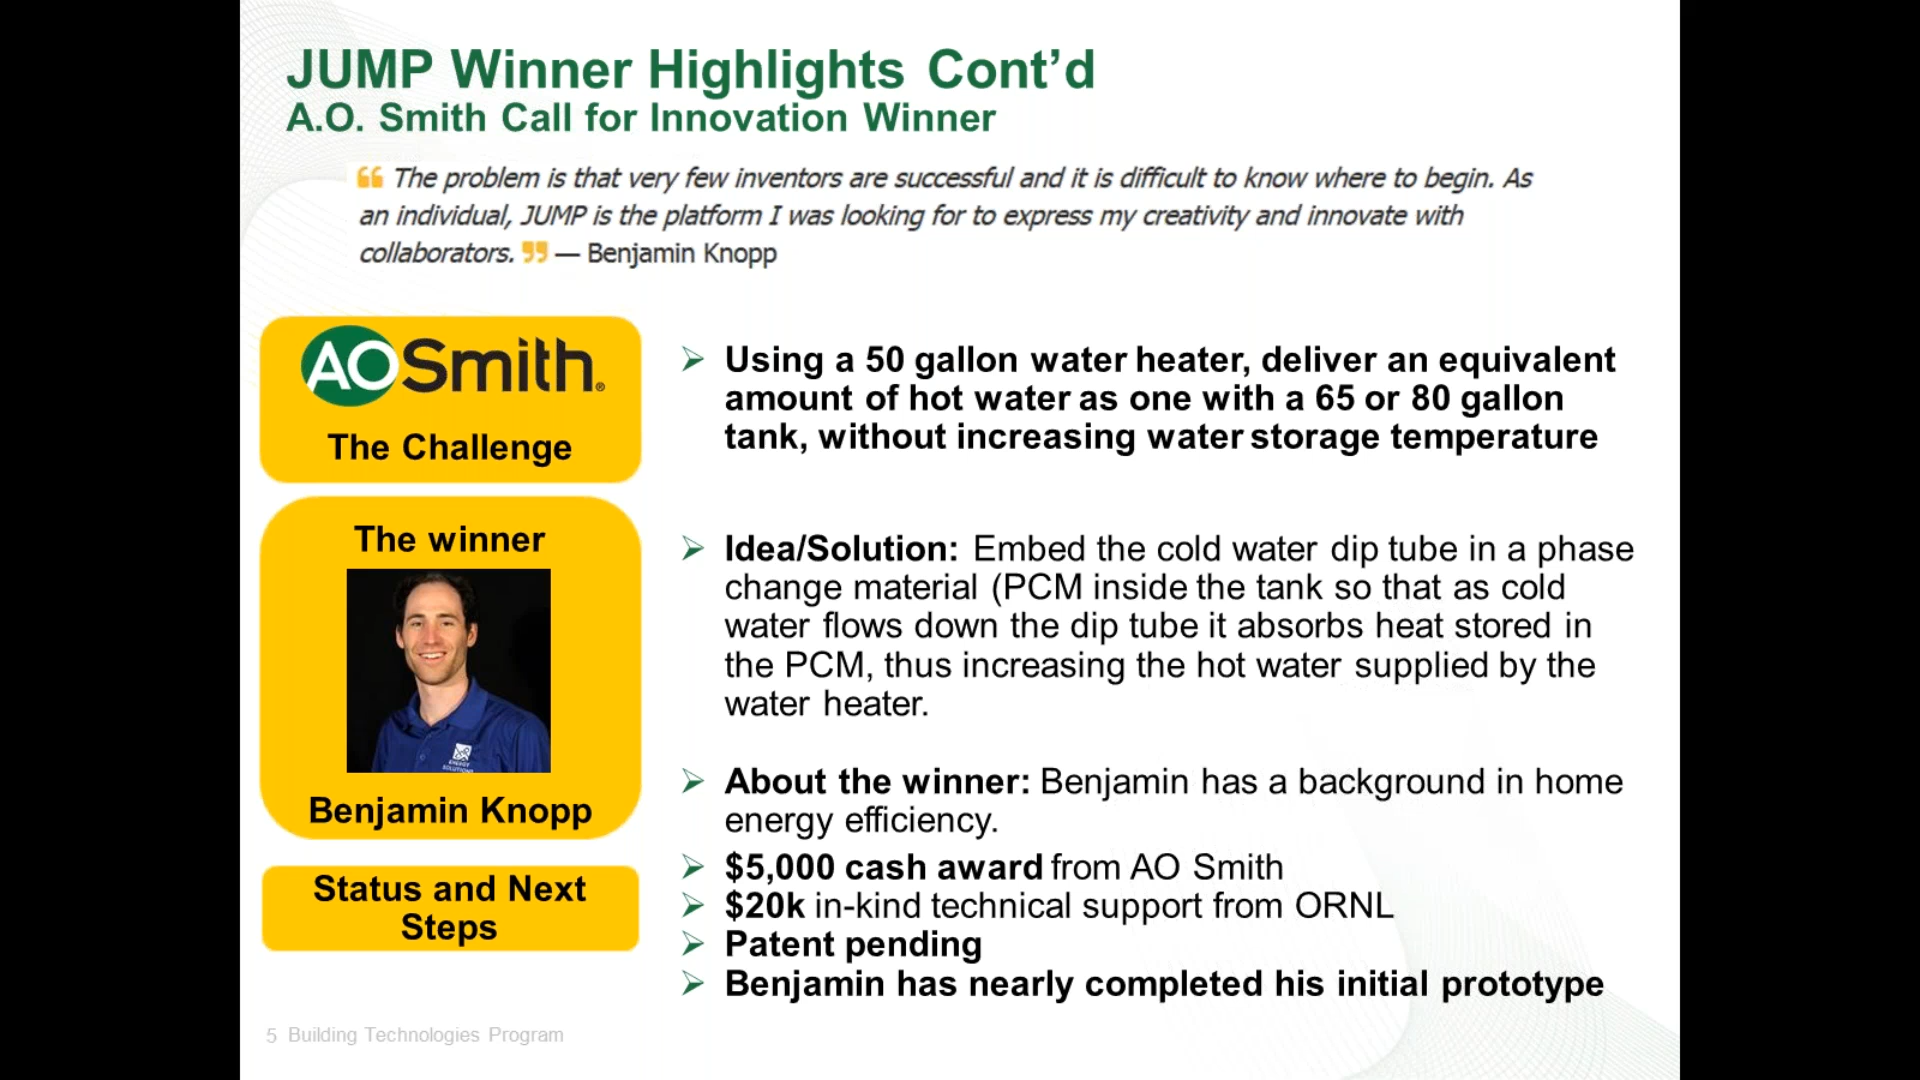 JUMP Winner Highlights Cont’d
A.O. Smith Call for Innovation Winner
“ The problem is that very few inventors are successful and it is difficult to know where to begin. As
an individual, JUMP is the platform I was looking for to express my creativity and innovate with
collaborators. ” — Benjamin Knopp
AOSmith®
The Challenge
Using a 50 gallon water heater, deliver an equivalent
amount of hot water as one with a 65 or 80 gallon
tank, without increasing water storage temperature
The winner
ENERGY
SOLUTIONS
Benjamin Knopp
Idea/Solution: Embed the cold water dip tube in a phase
change material (PCM inside the tank so that as cold
water flows down the dip tube it absorbs heat stored in
the PCM, thus increasing the hot water supplied by the
water heater.
About the winner: Benjamin has a background in home
energy efficiency.
Status and Next
Steps
$5,000 cash award from AO Smith
$20k in-kind technical support from ORNL
Patent pending
Benjamin has nearly completed his initial prototype
5 Building Technologies Program